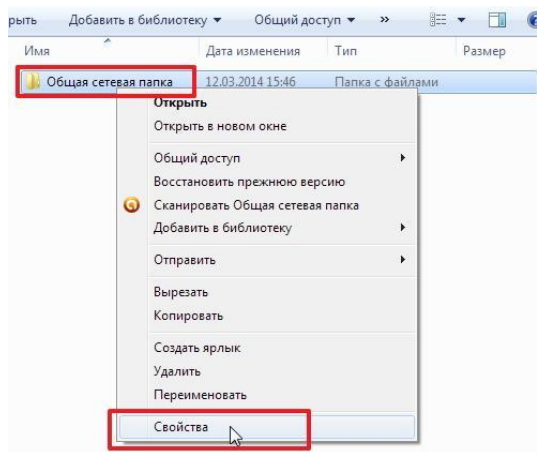 рыть Добавить в библиотеку Общий доступ »
Имя Дата изменения Тип Размер
Общая сетевая папка 12.03.2014 15:46 Папка с файлами
Открыть
Открыть в новом окне
Общий доступ
Восстановить прежнюю версию
Сканировать Общая сетевая папка
Добавить в библиотеку
Отправить
Вырезать
Копировать
Создать ярлык
Удалить
Переименовать
Свойства